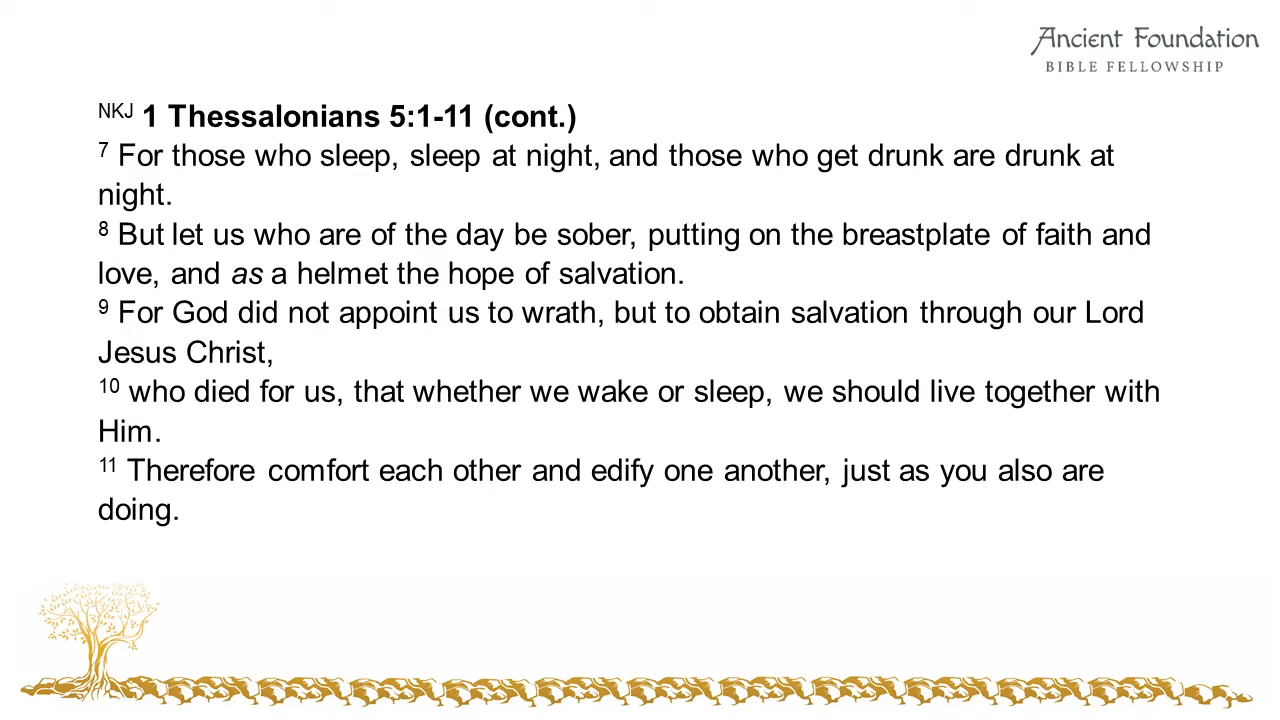 Ancient Foundation
BIBLE FELLOWSHIP
NKJ 1 Thessalonians 5:1-11 (cont.)
7 For those who sleep, sleep at night, and those who get drunk are drunk at
night.
8 But let us who are of the day be sober, putting on the breastplate of faith and
love, and as a helmet the hope of salvation.
9 For God did not appoint us to wrath, but to obtain salvation through our Lord
Jesus Christ,
10 who died for us, that whether we wake or sleep, we should live together with
Him.
11 Therefore comfort each other and edify one another, just as you also are
doing.